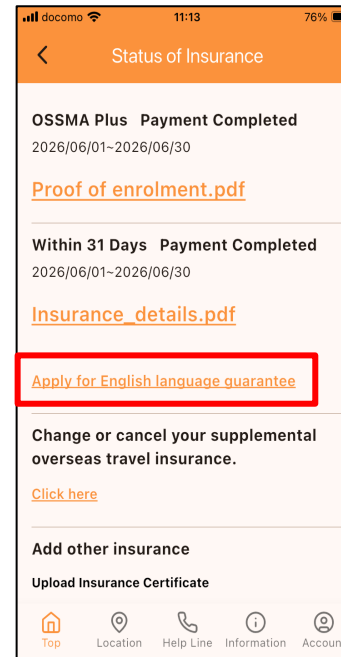 docomo 11:13 76%
Status of Insurance
OSSMA Plus Payment Completed
2026/06/01~2026/06/30
Proof of enrolment.pdf
Within 31 Days Payment Completed
2026/06/01~2026/06/30
Insurance_details.pdf
Apply for English language guarantee
Change or cancel your supplemental
overseas travel insurance.
Click here
Add other insurance
Upload Insurance Certificate
Top Location Help Line Information Accoun